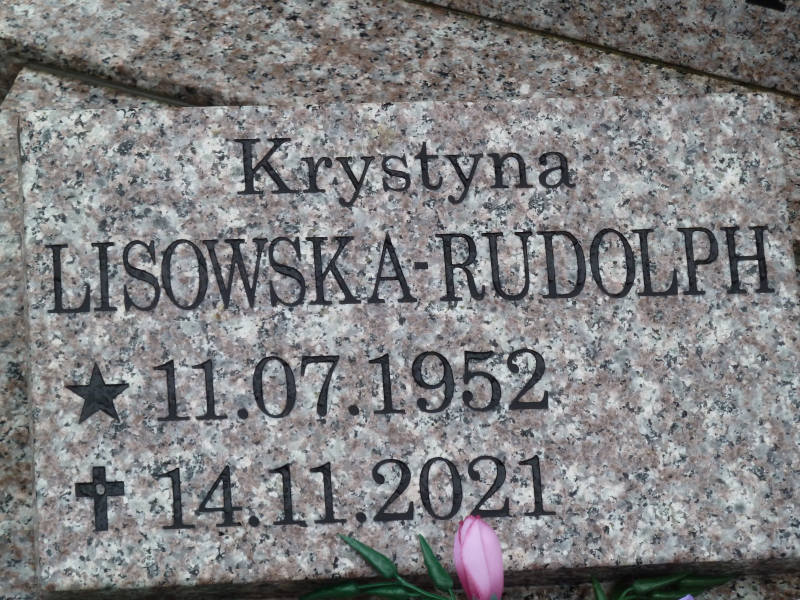 Krystyna
LISOWSKA-RUDOLPH
★ 11.07.1952
✝ 14.11.2021